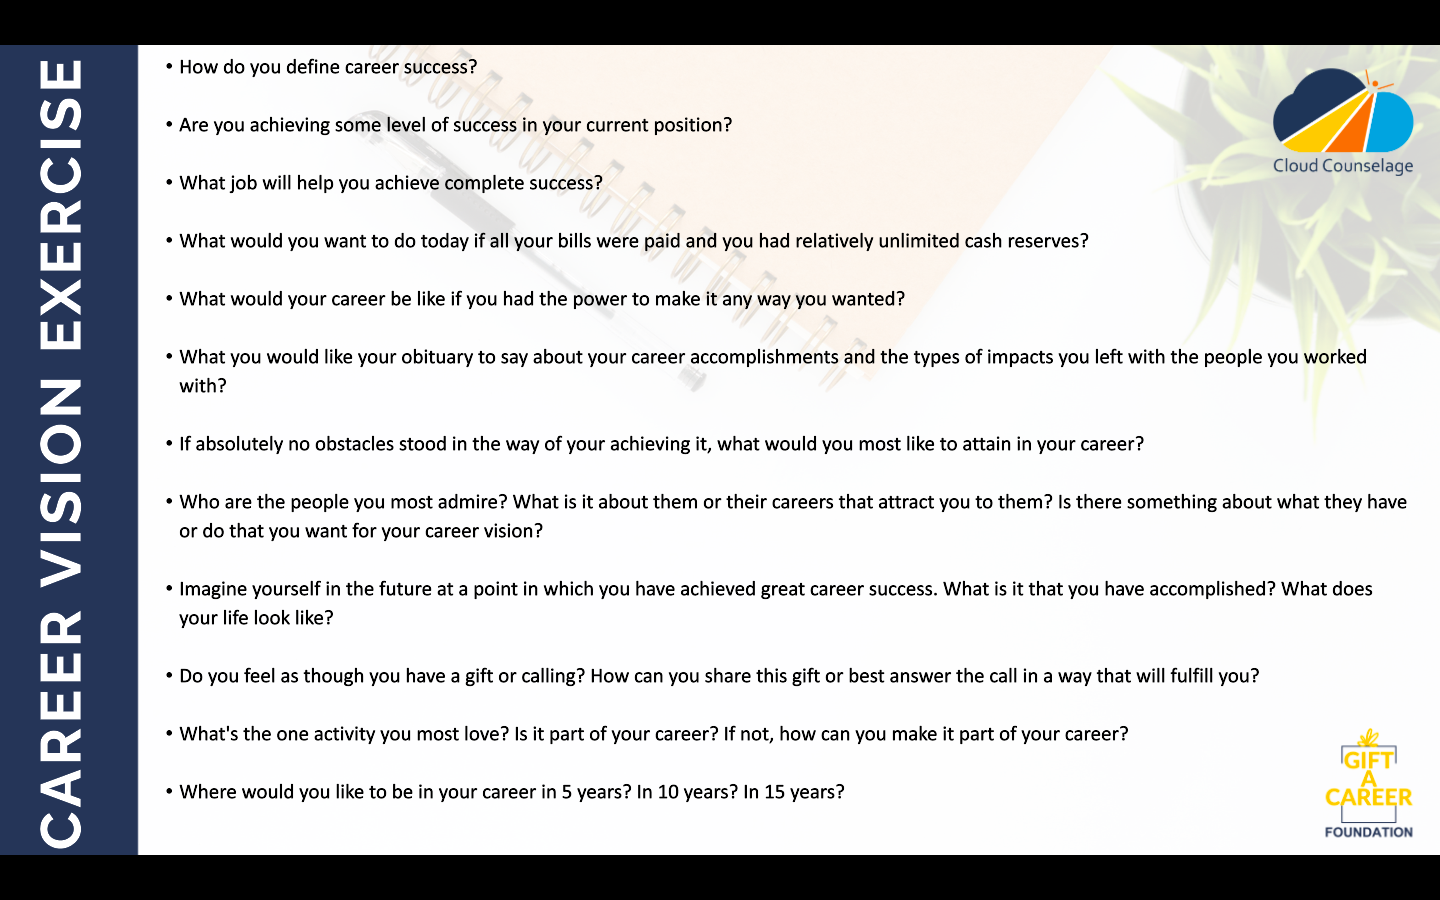 CAREER VISION EXERCISE
• How do you define career success?
• Are you achieving some level of success in your current position?
• What job will help you achieve complete success?
• What would you want to do today if all your bills were paid and you had relatively unlimited cash reserves?
• What would your career be like if you had the power to make it any way you wanted?
• What you would like your obituary to say about your career accomplishments and the types of impacts you left with the people you worked
with?
• If absolutely no obstacles stood in the way of your achieving it, what would you most like to attain in your career?
• Who are the people you most admire? What is it about them or their careers that attract you to them? Is there something about what they have
or do that you want for your career vision?
• Imagine yourself in the future at a point in which you have achieved great career success. What is it that you have accomplished? What does
your life look like?
• Do you feel as though you have a gift or calling? How can you share this gift or best answer the call in a way that will fulfill you?
• What's the one activity you most love? Is it part of your career? If not, how can you make it part of your career?
• Where would you like to be in your career in 5 years? In 10 years? In 15 years?
Cloud Counselage
GIFT
A
CAREER
FOUNDATION